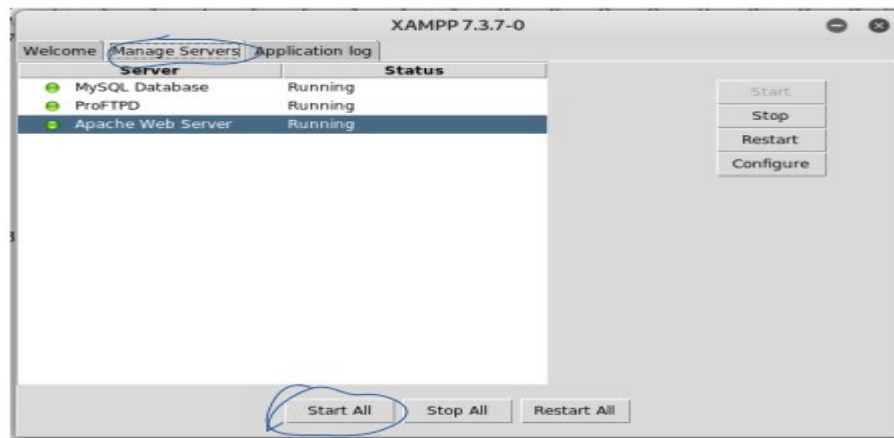 XAMPP 7.3.7-0
Welcome Manage Servers Application log
Server Status
MySQL Database Running
ProFTPD Running
Apache Web Server Running
Start
Stop
Restart
Configure
Start All Stop All Restart All